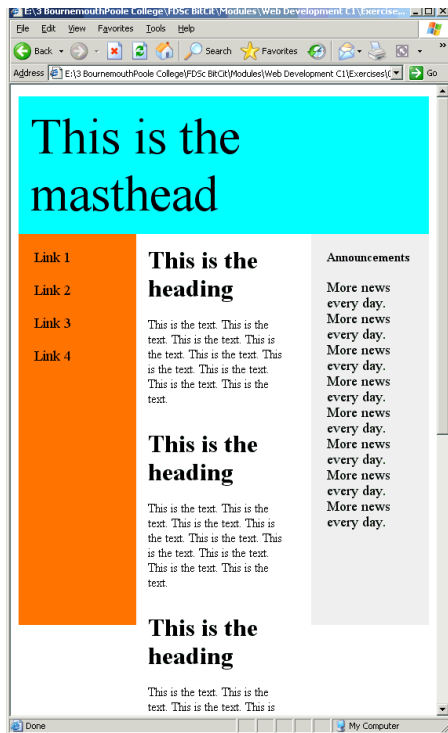 E:\3 BournemouthPoole College\FDSc BitCit\Modules\Web Development C1\Exercise...
File Edit View Favorites Tools Help
Back Search Favorites »
Address E:\3 BournemouthPoole College\FDSc BitCit\Modules\Web Development C1\Exercises\( Go
This is the
masthead
Link 1
Link 2
Link 3
Link 4
This is the
heading
This is the text. This is the
text. This is the text. This is
the text. This is the text. This
is the text. This is the text.
This is the text. This is the
text.
This is the
heading
This is the text. This is the
text. This is the text. This is
the text. This is the text. This
is the text. This is the text.
This is the text. This is the
text.
This is the
heading
This is the text. This is the
text. This is the text. This is
Announcements
More news
every day.
More news
every day.
More news
every day.
More news
every day.
More news
every day.
More news
every day.
More news
every day.
More news
every day.
Done My Computer